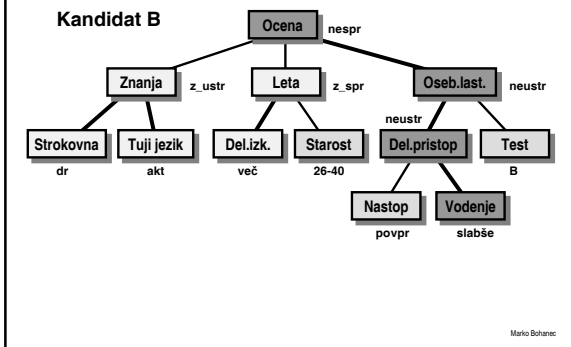 Kandidat B
Ocena
nespr
Znanja
z_ustr
Leta
z_spr
Oseb.last.
neustr
neustr
Strokovna
Tuji jezik
Del.izk.
Starost
Del.pristop
Test
dr
akt
več
26-40
B
Nastop
Vodenje
povpr
slabše
Marko Bohanec